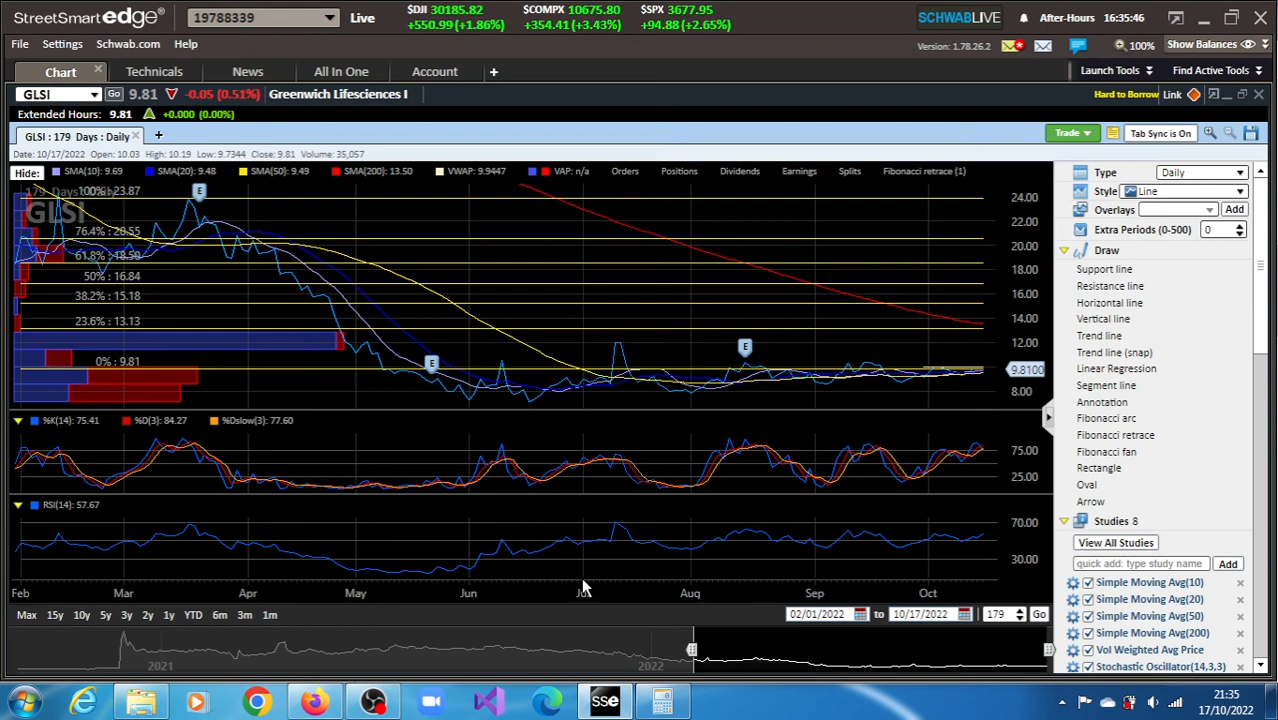 StreetSmart edge 19788339 Live $DJI 30185.82 $COMPX 10675.80 $SPX 3677.95 SCHWABLIVE After-Hours 16:35:46
+550.99(+1.86%) +354.41(+3.43%) +94.88(+2.65%)
File Settings Schwab.com Help Version: 1.78.26.2 100% Show Balances
Chart Technicals News All In One Account + Launch Tools Find Active Tools
GLSI Go 9.81 -0.05 (0.51%) Greenwich Lifesciences I Hard to Borrow Link
Extended Hours: 9.81 +0.000 (0.00%)
GLSI : 179 Days : Daily + Trade Tab Sync is On
Date: 10/17/2022 Open: 10.03 High: 10.19 Low: 9.7344 Close: 9.81 Volume: 35,057
Hide: SMA(10): 9.69 SMA(20): 9.48 SMA(50): 9.49 SMA(200): 13.50 VWAP: 9.9447 VAP: n/a Orders Positions Dividends Earnings Splits Fibonacci retrace (1)
179 Days : Daily
GLSI
100% : 23.87
76.4% : 20.55
61.8% : 18.50
50% : 16.84
38.2% : 15.18
23.6% : 13.13
0% : 9.81
E
E
E
24.00
22.00
20.00
18.00
16.00
14.00
12.00
9.8100
8.00
%K(14): 75.41 %D(3): 84.27 %Dslow(3): 77.60
75.00
25.00
RSI(14): 57.67
70.00
30.00
Feb Mar Apr May Jun Aug Sep Oct
Max 15y 10y 5y 3y 2y 1y YTD 6m 3m 1m 02/01/2022 to 10/17/2022 179 Go
2021 2022
Type Daily
Style Line
Overlays Add
Extra Periods (0-500) 0
Draw
Support line
Resistance line
Horizontal line
Vertical line
Trend line
Trend line (snap)
Linear Regression
Segment line
Annotation
Fibonacci arc
Fibonacci retrace
Fibonacci fan
Rectangle
Oval
Arrow
Studies 8
View All Studies
quick add: type study name Add
Simple Moving Avg(10)
Simple Moving Avg(20)
Simple Moving Avg(50)
Simple Moving Avg(200)
Vol Weighted Avg Price
Stochastic Oscillator(14,3,3)
sse
21:35
17/10/2022